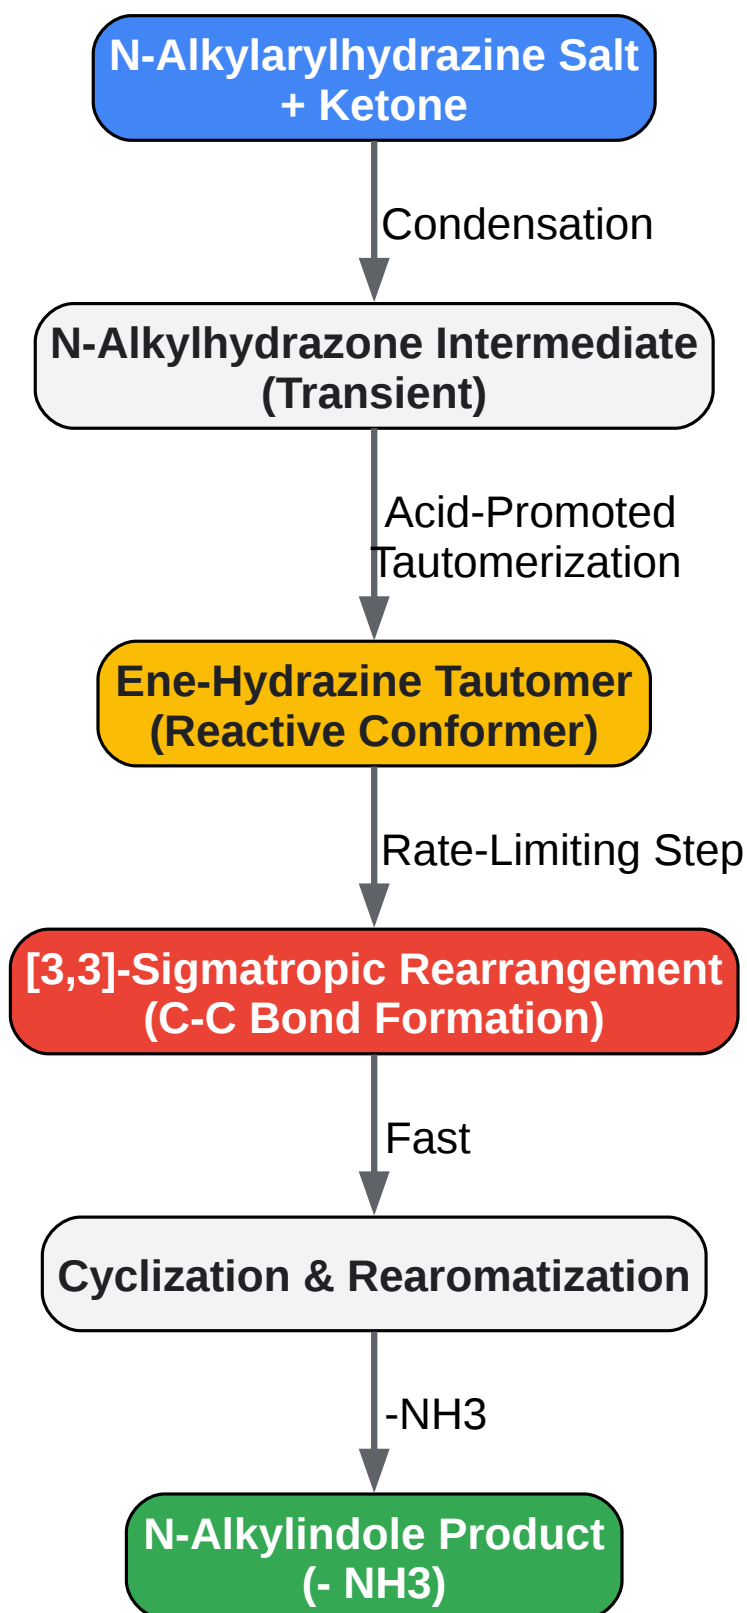 N-Alkylarylhydrazine Salt
+ Ketone
Condensation
N-Alkylhydrazone Intermediate
(Transient)
Acid-Promoted
Tautomerization
Ene-Hydrazine Tautomer
(Reactive Conformer)
Rate-Limiting Step
[3,3]-Sigmatropic Rearrangement
(C-C Bond Formation)
Fast
Cyclization & Rearomatization
-NH3
N-Alkylindole Product
(- NH3)